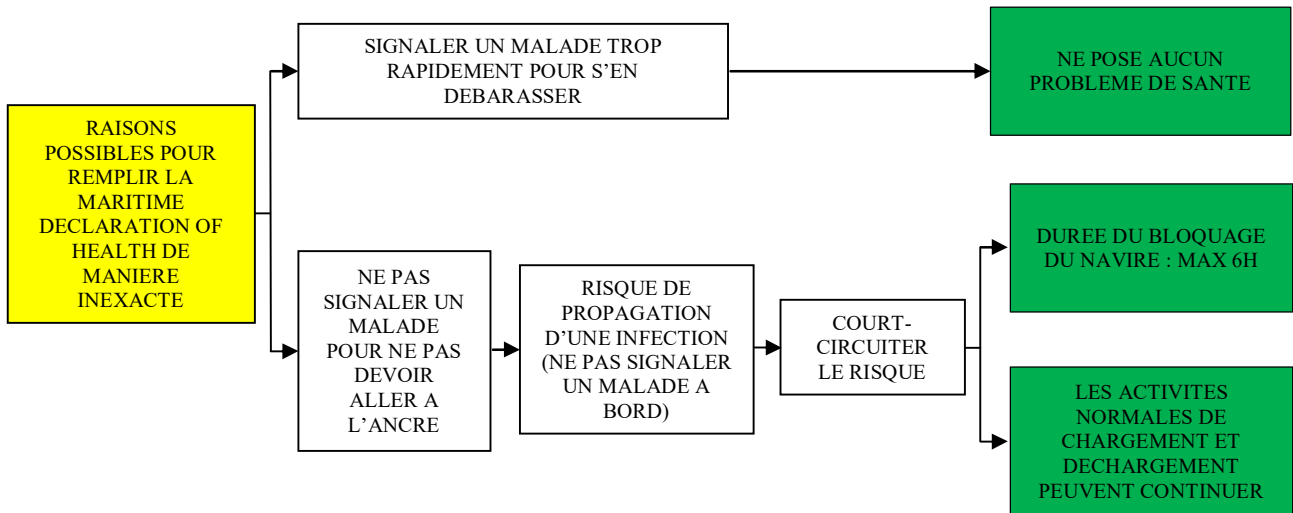 RAISONS
POSSIBLES POUR
REMPLIR LA
MARITIME
DECLARATION OF
HEALTH DE
MANIERE
INEXACTE
SIGNALER UN MALADE TROP
RAPIDEMENT POUR S’EN
DEBARASSER
NE POSE AUCUN
PROBLEME DE SANTE
NE PAS
SIGNALER UN
MALADE
POUR NE PAS
DEVOIR
ALLER A
L’ANCRE
RISQUE DE
PROPAGATION
D’UNE INFECTION
(NE PAS SIGNALER
UN MALADE A
BORD)
COURT-
CIRCUITER
LE RISQUE
DUREE DU BLOQUAGE
DU NAVIRE : MAX 6H
LES ACTIVITES
NORMALES DE
CHARGEMENT ET
DECHARGEMENT
PEUVENT CONTINUER